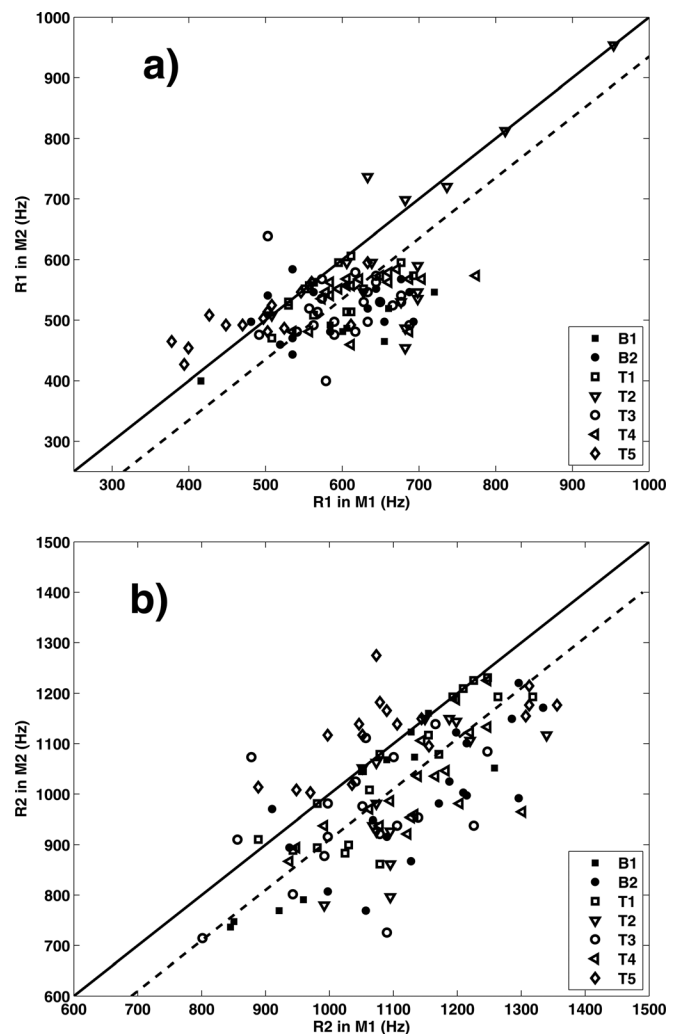 a)
1000
900
800
700
600
500
400
300
R1 in M2 (Hz)
300 400 500 600 700 800 900 1000
R1 in M1 (Hz)
B1
B2
T1
T2
T3
T4
T5
b)
1500
1400
1300
1200
1100
1000
900
800
700
600
R2 in M2 (Hz)
600 700 800 900 1000 1100 1200 1300 1400 1500
R2 in M1 (Hz)
B1
B2
T1
T2
T3
T4
T5